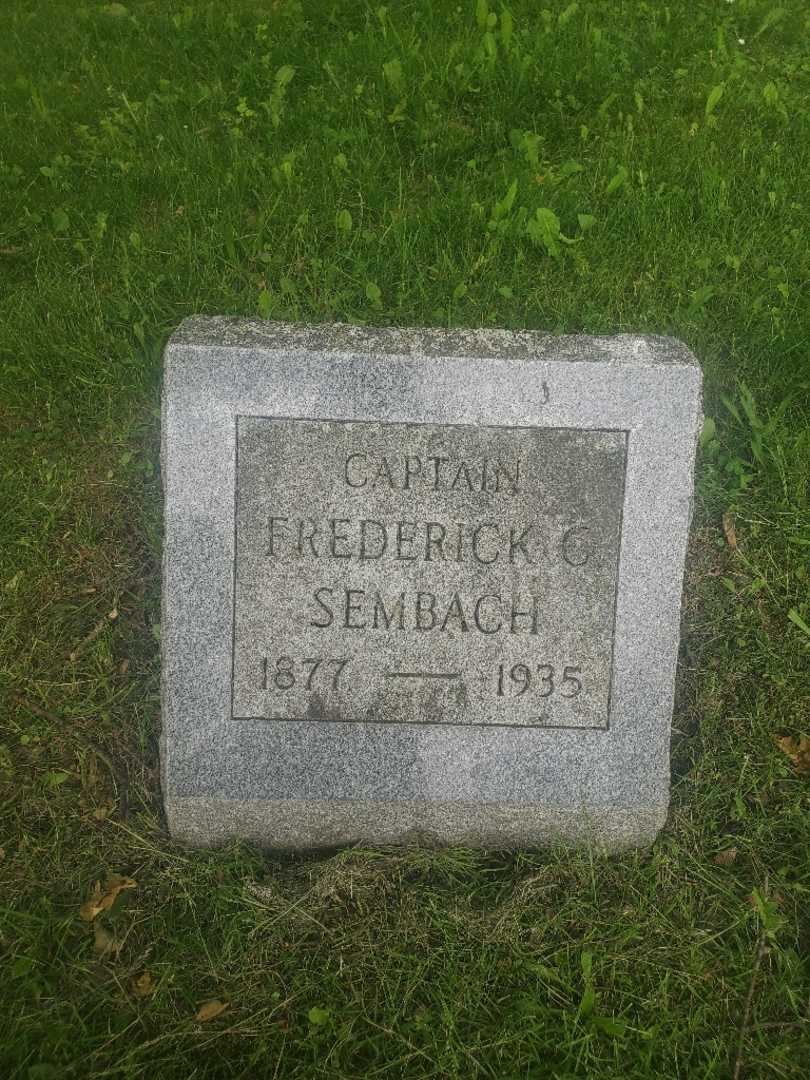 CAPTAIN
FREDERICK C
SEMBACH
1877 — 1935